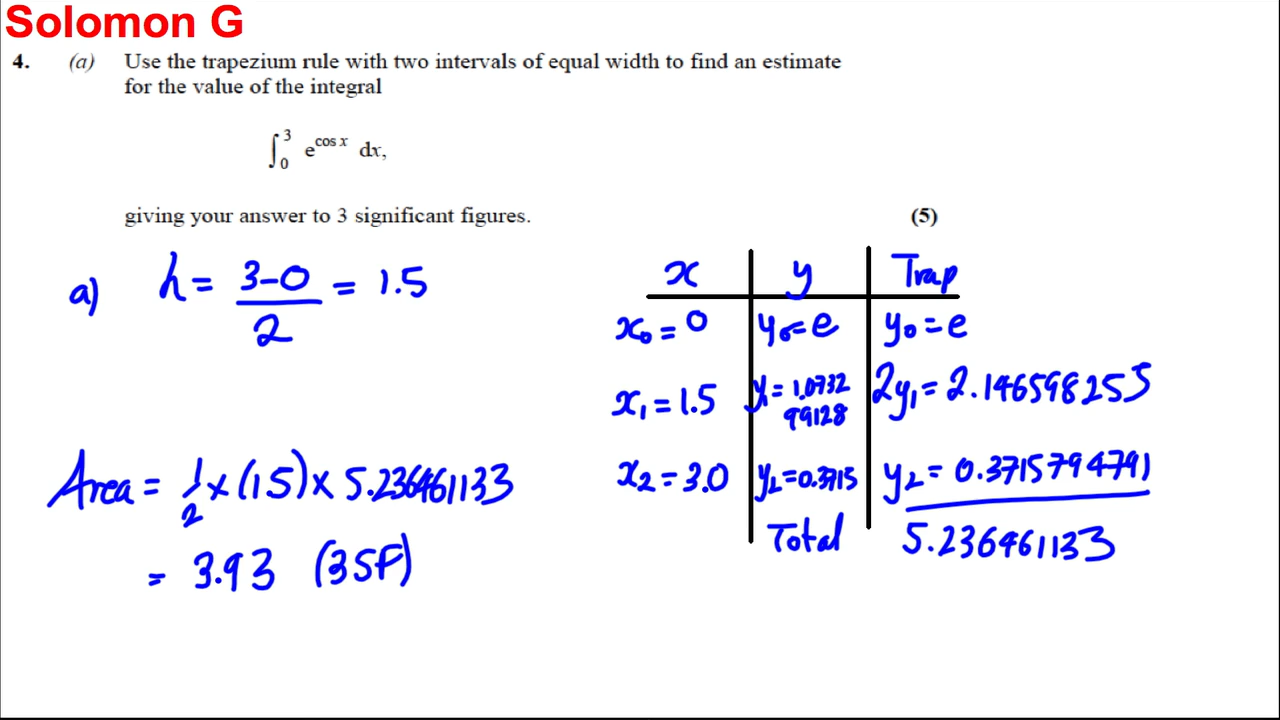 Solomon G
4. (a) Use the trapezium rule with two intervals of equal width to find an estimate
for the value of the integral
∫₀³ e^(cos x) dx,
giving your answer to 3 significant figures. (5)
a) h = 3-0/2 = 1.5
x y Trap
x₀ = 0 y₀ = e y₀ = e
x₁ = 1.5 y₁ = 1.0732 99128 2y₁ = 2.146598255
x₂ = 3.0 y₂ = 0.3715 y₂ = 0.3715794791
Total 5.236461133
Area = 1/2 × (1.5) × 5.236461133
= 3.93 (3SF)